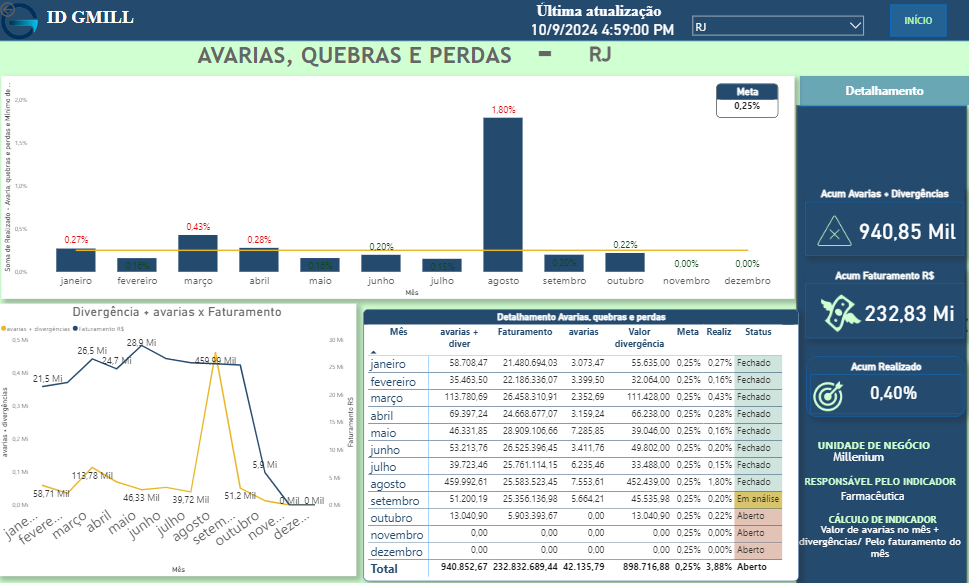 ID GMILL
Última atualização
10/9/2024 4:59:00 PM
RJ
INÍCIO
AVARIAS, QUEBRAS E PERDAS - RJ
Meta
0,25%
2,0%
1,5%
1,0%
0,5%
0,0%
0,27%
0,16%
0,43%
0,28%
0,16%
0,20%
0,15%
1,80%
0,20%
0,22%
0,00%
0,00%
janeiro fevereiro março abril maio junho julho agosto setembro outubro novembro dezembro
Mês
Detalhamento
Acum Avarias + Divergências
940,85 Mil
Acum Faturamento R$
232,83 Mi
Acum Realizado
0,40%
UNIDADE DE NEGÓCIO
Millenium
RESPONSÁVEL PELO INDICADOR
Farmacêutica
CÁLCULO DE INDICADOR
Valor de avarias no mês +
divergências/ Pelo faturamento do
mês
Divergência + avarias x Faturamento
avarias + divergências Faturamento R$
avarias + divergências
0,5 Mi
0,4 Mi
0,3 Mi
0,2 Mi
0,1 Mi
0,0 Mi
21,5 Mi
26,5 Mi
24,7 Mi
28,9 Mi
459,99 Mil
58,71 Mil
113,78 Mil
46,33 Mil
39,72 Mil
51,2 Mil
5,9 Mi
0 Mil
0 Mil
30 Mi
25 Mi
20 Mi
15 Mi
10 Mi
5 Mi
0 Mi
Faturamento R$
jane... fevere... março abril maio junho julho agosto setem... outubro nove... deze...
Mês
Detalhamento Avarias, quebras e perdas
Mês avarias + diver Faturamento avarias Valor divergência Meta Realiz Status
janeiro 58.708,47 21.480.694,03 3.073,47 55.635,00 0,25% 0,27% Fechado
fevereiro 35.463,50 22.186.336,07 3.399,50 32.064,00 0,25% 0,16% Fechado
março 113.780,69 26.458.310,91 2.352,69 111.428,00 0,25% 0,43% Fechado
abril 69.397,24 24.668.677,07 3.159,24 66.238,00 0,25% 0,28% Fechado
maio 46.331,85 28.909.106,66 7.285,85 39.046,00 0,25% 0,16% Fechado
junho 53.213,76 26.525.396,45 3.411,76 49.802,00 0,25% 0,20% Fechado
julho 39.723,46 25.761.114,15 6.235,46 33.488,00 0,25% 0,15% Fechado
agosto 459.992,61 25.583.523,45 7.553,61 452.439,00 0,25% 1,80% Fechado
setembro 51.200,19 25.356.136,98 5.664,21 45.535,98 0,25% 0,20% Em análise
outubro 13.040,90 5.903.393,67 0,00 13.040,90 0,25% 0,22% Aberto
novembro 0,00 0,00 0,00 0,00 0,25% 0,00% Aberto
dezembro 0,00 0,00 0,00 0,00 0,25% 0,00% Aberto
Total 940.852,67 232.832.689,44 42.135,79 898.716,88 0,25% 3,88% Aberto